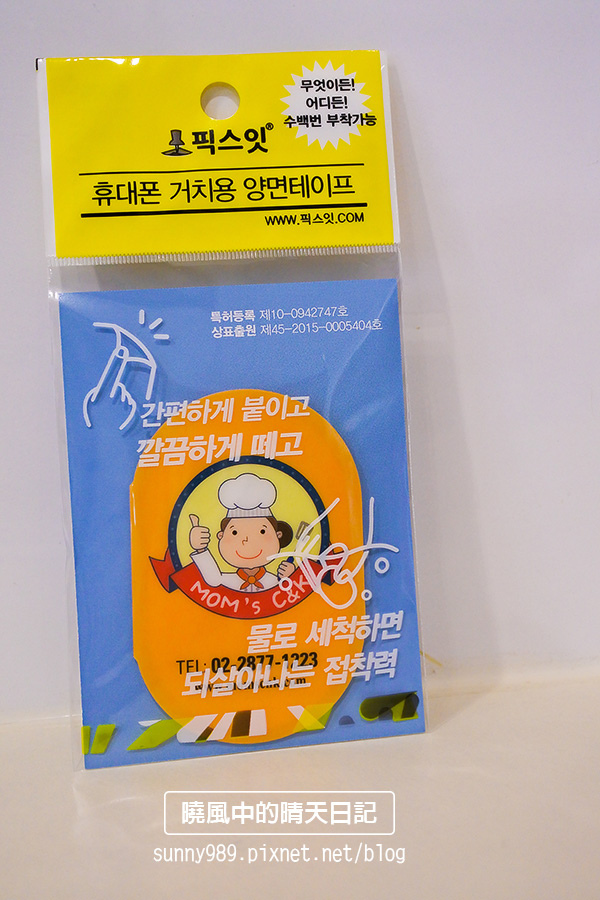 무엇이든!
어디든!
수백번 부착가능
픽스잇®
휴대폰 거치용 양면테이프
WWW.픽스잇.COM
특허등록 제10-0942747호
상표출원 제45-2015-0005404호
간편하게 붙이고
깔끔하게 떼고
MOM's C&K
물로 세척하면
TEL: 02-2877-1323
되살아나는 접착력
曉風中的晴天日記
sunny989.pixnet.net/blog